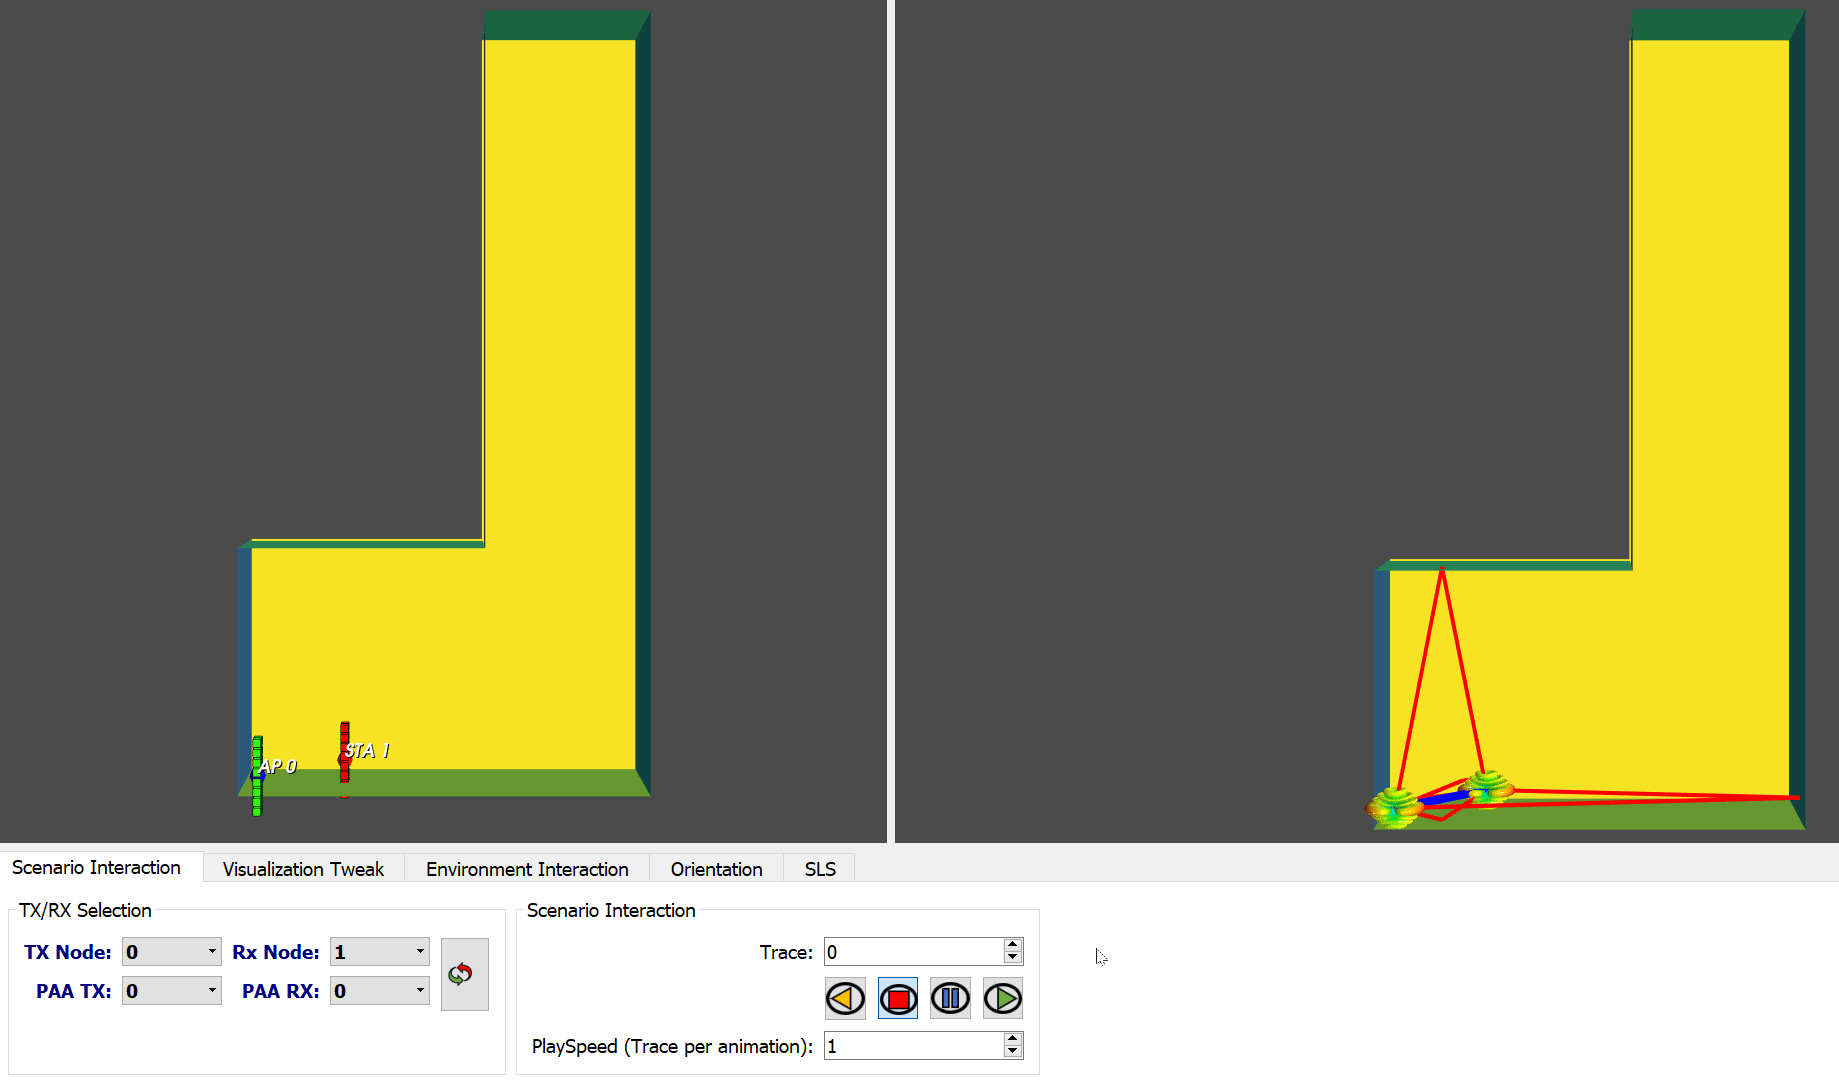 STA 1
AP 0
Scenario Interaction
Visualization Tweak
Environment Interaction
Orientation
SLS
TX/RX Selection
TX Node: 0 Rx Node: 1
PAA TX: 0 PAA RX: 0
Scenario Interaction
Trace: 0
PlaySpeed (Trace per animation): 1